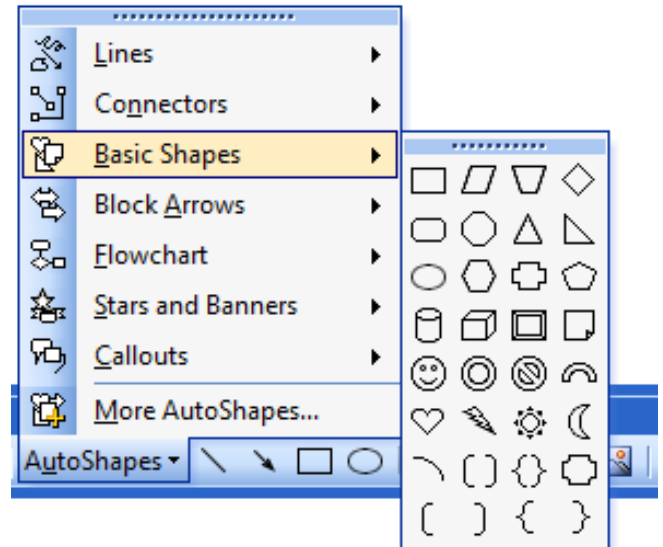 Lines
Connectors
Basic Shapes
Block Arrows
Flowchart
Stars and Banners
Callouts
More AutoShapes...
AutoShapes